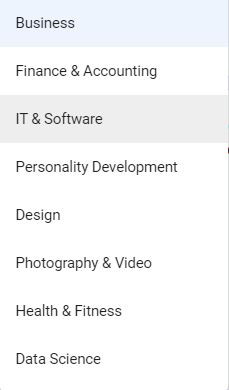 Business
Finance & Accounting
IT & Software
Personality Development
Design
Photography & Video
Health & Fitness
Data Science